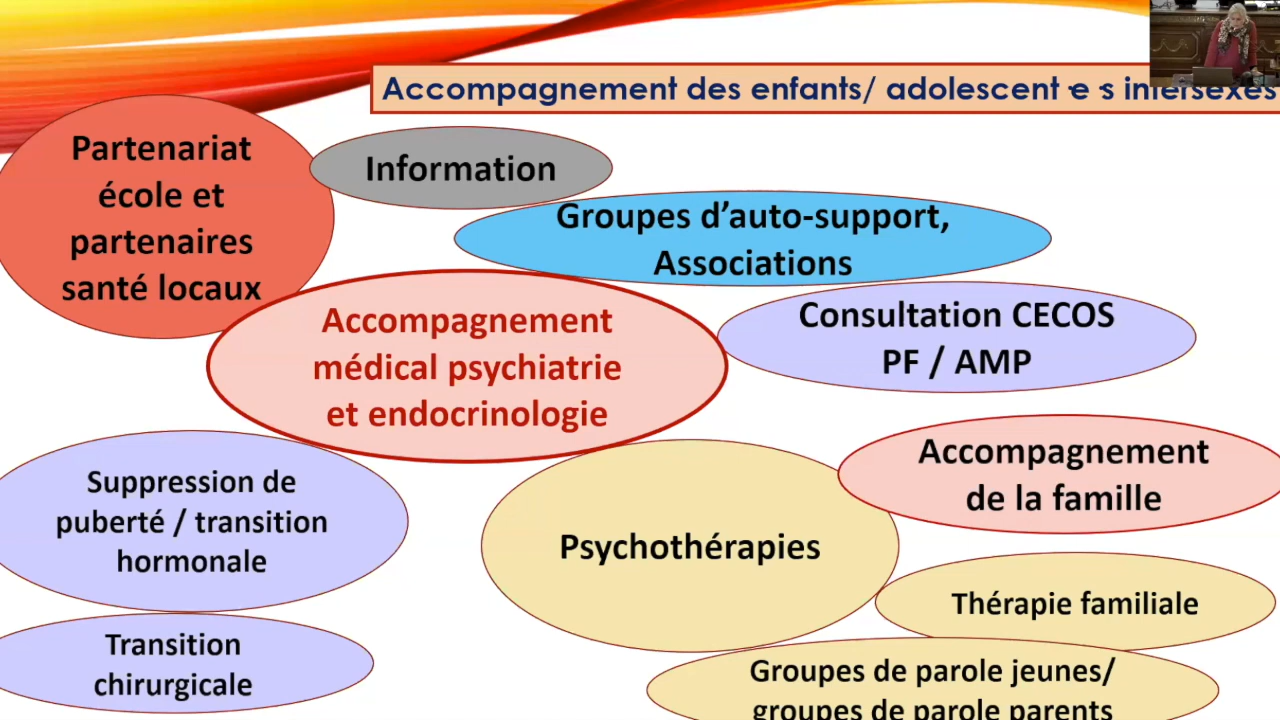 Accompagnement des enfants/ adolescent·e·s intersexes
Partenariat
école et
partenaires
santé locaux
Information
Groupes d’auto-support,
Associations
Accompagnement
médical psychiatrie
et endocrinologie
Consultation CECOS
PF / AMP
Suppression de
puberté / transition
hormonale
Accompagnement
de la famille
Psychothérapies
Thérapie familiale
Transition
chirurgicale
Groupes de parole jeunes/
groupes de parole parents